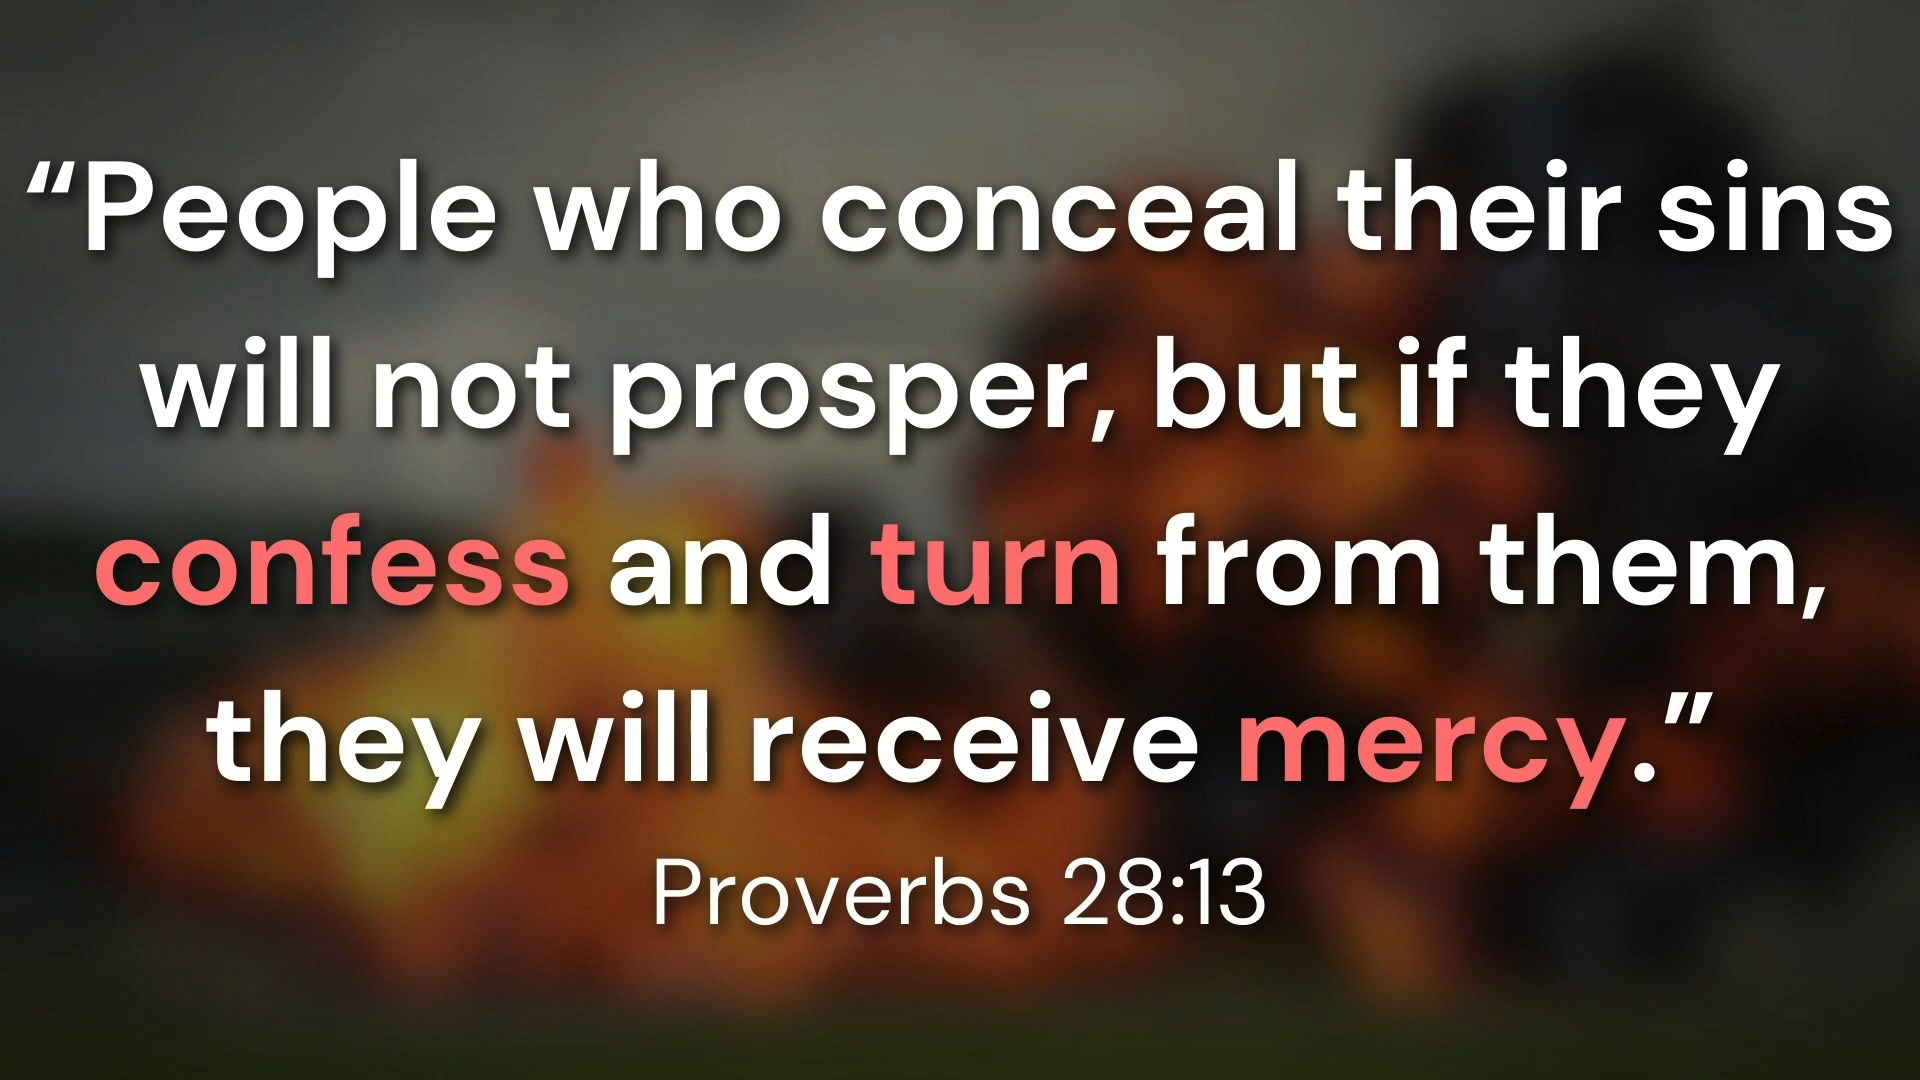 “People who conceal their sins
will not prosper, but if they
confess and turn from them,
they will receive mercy.”
Proverbs 28:13